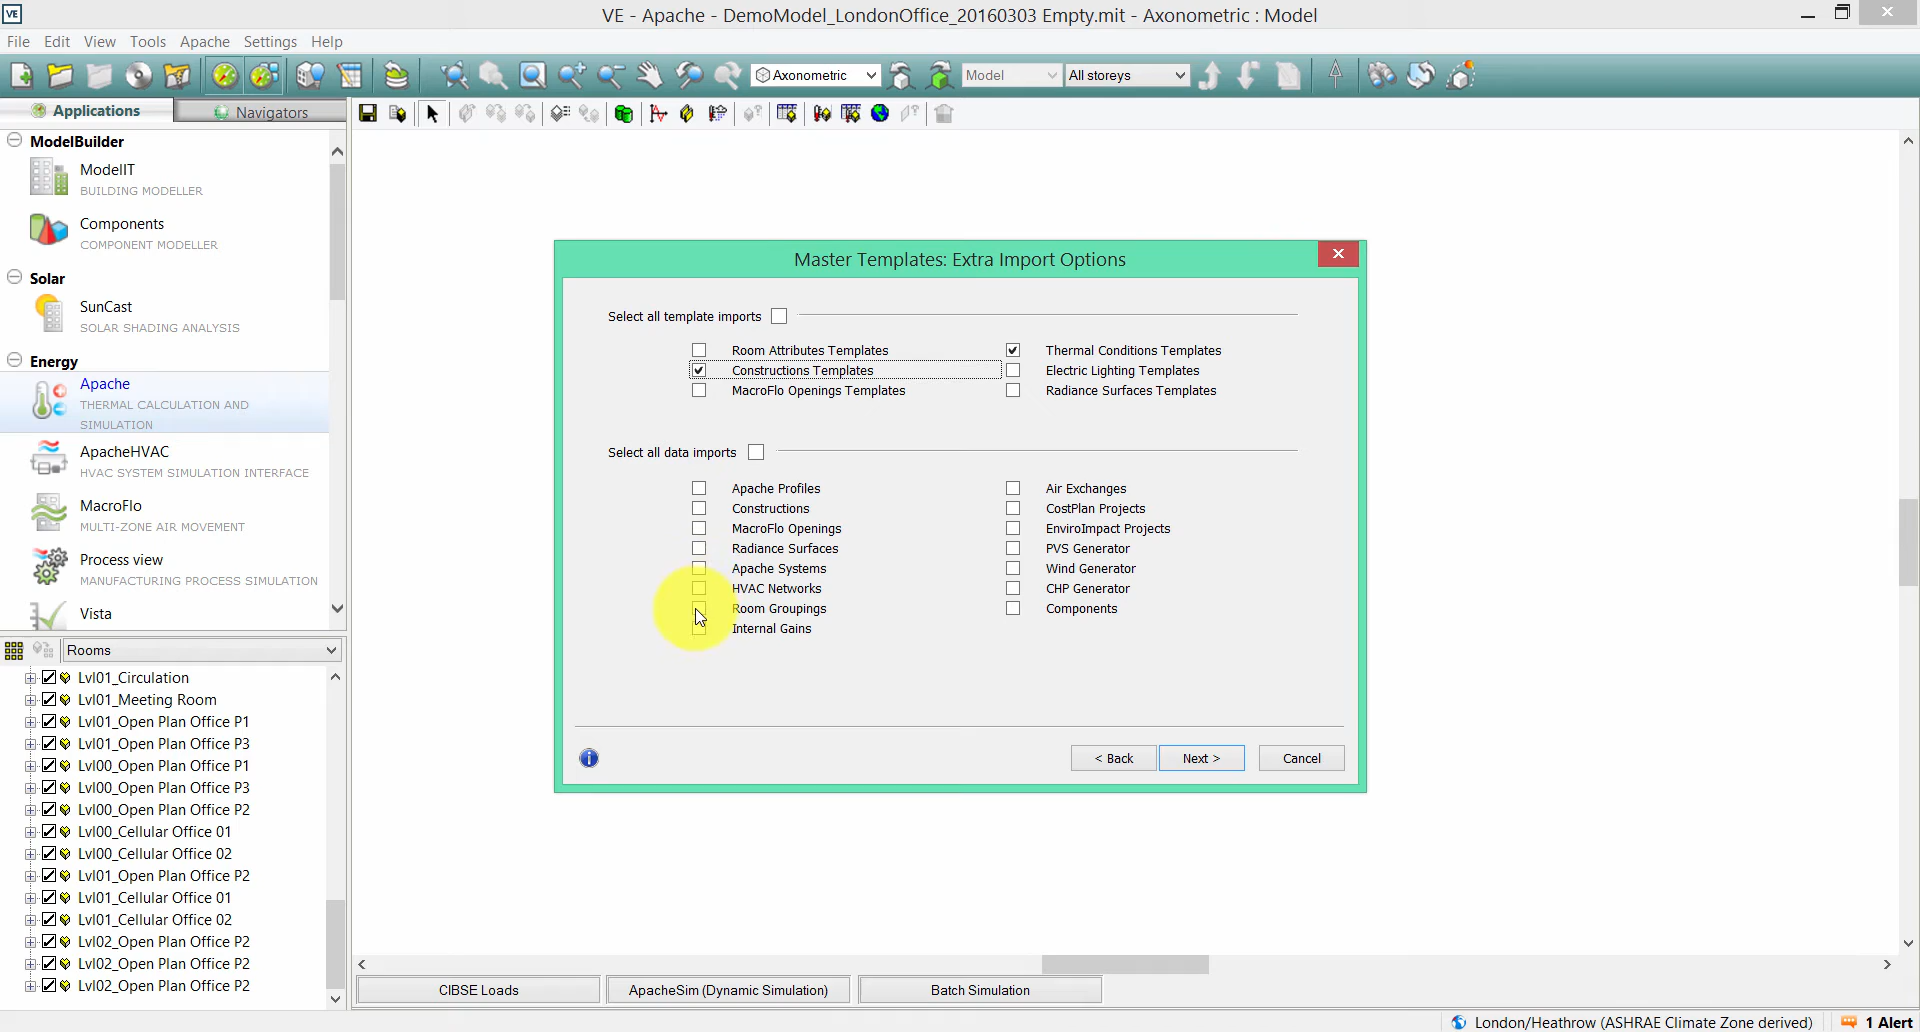 VE
VE - Apache - DemoModel_LondonOffice_20160303 Empty.mit - Axonometric : Model
File Edit View Tools Apache Settings Help
Axonometric Model All storeys
Applications Navigators
ModelBuilder
ModelIT
BUILDING MODELLER
Components
COMPONENT MODELLER
Solar
SunCast
SOLAR SHADING ANALYSIS
Energy
Apache
THERMAL CALCULATION AND
SIMULATION
ApacheHVAC
HVAC SYSTEM SIMULATION INTERFACE
MacroFlo
MULTI-ZONE AIR MOVEMENT
Process view
MANUFACTURING PROCESS SIMULATION
Vista
Rooms
Lvl01_Circulation
Lvl01_Meeting Room
Lvl01_Open Plan Office P1
Lvl01_Open Plan Office P3
Lvl00_Open Plan Office P1
Lvl00_Open Plan Office P3
Lvl00_Open Plan Office P2
Lvl00_Cellular Office 01
Lvl00_Cellular Office 02
Lvl01_Open Plan Office P2
Lvl01_Cellular Office 01
Lvl01_Cellular Office 02
Lvl02_Open Plan Office P2
Lvl02_Open Plan Office P2
Lvl02_Open Plan Office P2
Master Templates: Extra Import Options
Select all template imports
Room Attributes Templates Thermal Conditions Templates
Constructions Templates Electric Lighting Templates
MacroFlo Openings Templates Radiance Surfaces Templates
Select all data imports
Apache Profiles Air Exchanges
Constructions CostPlan Projects
MacroFlo Openings EnviroImpact Projects
Radiance Surfaces PVS Generator
Apache Systems Wind Generator
HVAC Networks CHP Generator
Room Groupings Components
Internal Gains
< Back Next > Cancel
CIBSE Loads ApacheSim (Dynamic Simulation) Batch Simulation
London/Heathrow (ASHRAE Climate Zone derived) 1 Alert